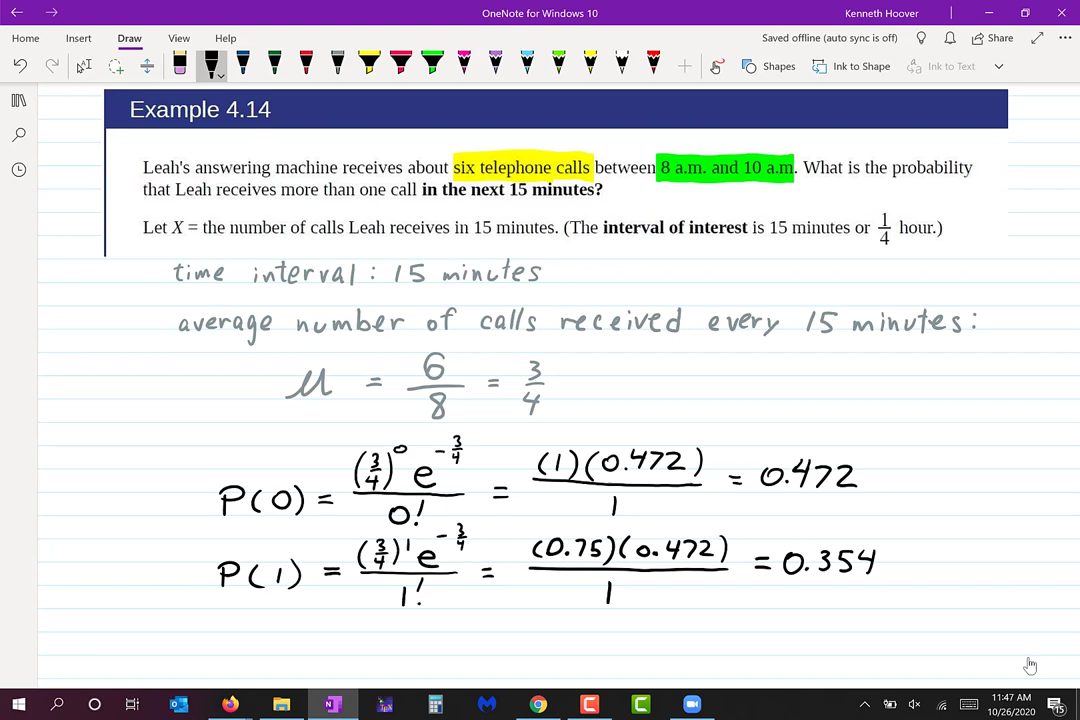 OneNote for Windows 10
Kenneth Hoover
Home Insert Draw View Help
Saved offline (auto sync is off)
Share
Shapes
Ink to Shape
Ink to Text
Example 4.14
Leah's answering machine receives about six telephone calls between 8 a.m. and 10 a.m. What is the probability
that Leah receives more than one call in the next 15 minutes?
Let X = the number of calls Leah receives in 15 minutes. (The interval of interest is 15 minutes or 1/4 hour.)
time interval: 15 minutes
average number of calls received every 15 minutes:
μ = 6/8 = 3/4
P(0) = (3/4)^0 e^(-3/4) / 0! = (1)(0.472) / 1 = 0.472
P(1) = (3/4)^1 e^(-3/4) / 1! = (0.75)(0.472) / 1 = 0.354
11:47 AM
10/26/2020
15